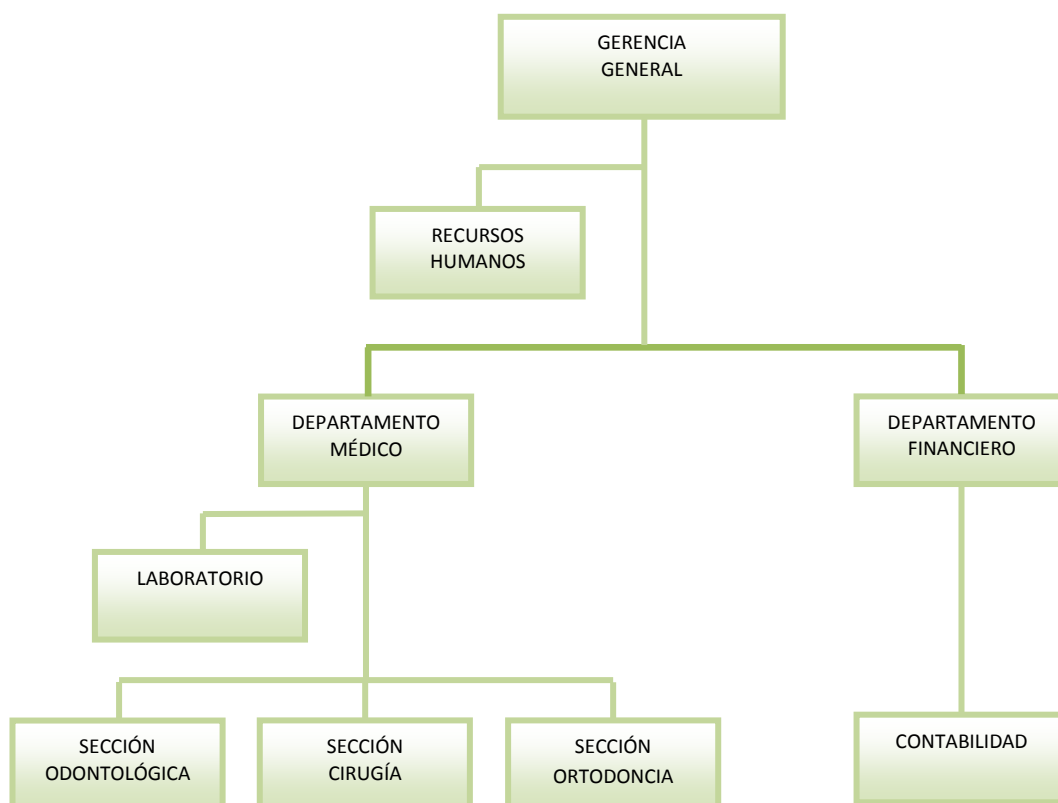 GERENCIA
GENERAL
RECURSOS
HUMANOS
DEPARTAMENTO
MÉDICO
DEPARTAMENTO
FINANCIERO
LABORATORIO
SECCIÓN
ODONTOLÓGICA
SECCIÓN
CIRUGÍA
SECCIÓN
ORTODONCIA
CONTABILIDAD